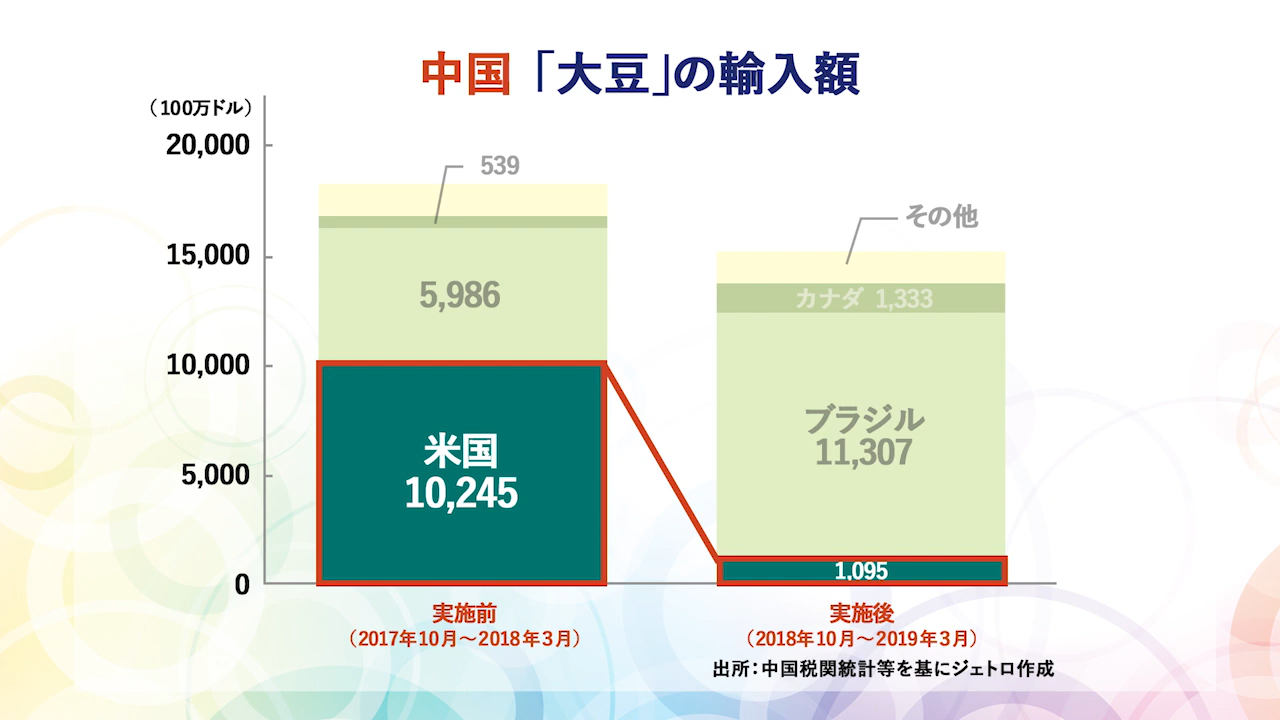 中国「大豆」の輸入額
（100万ドル）
20,000
15,000
10,000
5,000
0
539
5,986
米国
10,245
その他
カナダ 1,333
ブラジル
11,307
1,095
実施前
（2017年10月～2018年3月）
実施後
（2018年10月～2019年3月）
出所：中国税関統計等を基にジェトロ作成